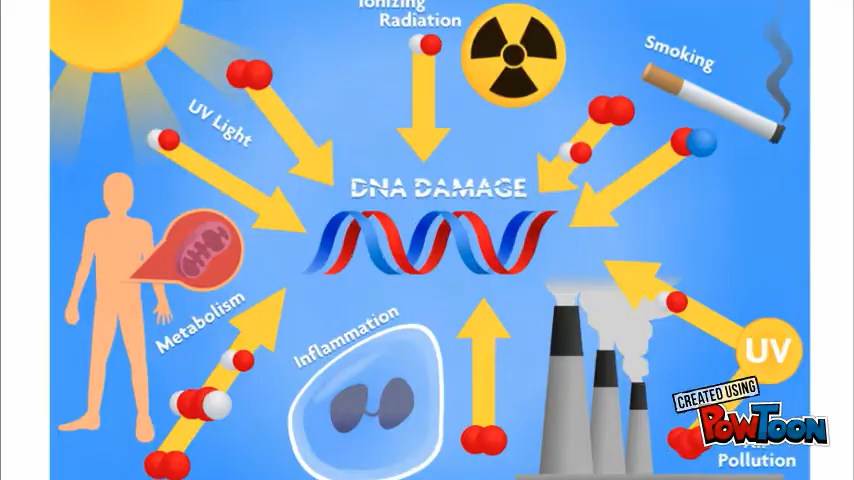 Ionizing
Radiation
Smoking
UV Light
DNA DAMAGE
Metabolism
Inflammation
UV
CREATED USING
POWTOON
Pollution